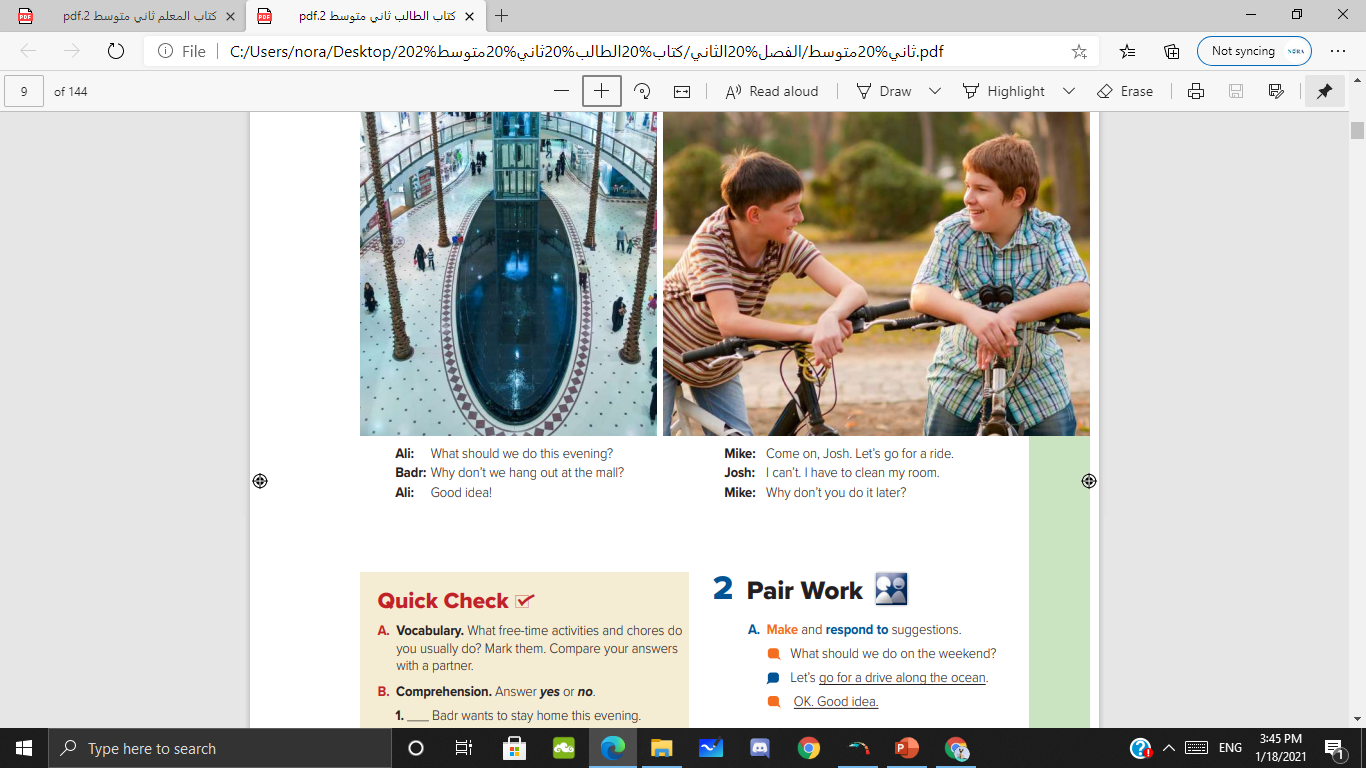 كتاب المعلم ثاني متوسط 2.pdf
كتاب الطالب ثاني متوسط 2.pdf
File
C:/Users/nora/Desktop/202%ثاني%20متوسط/الفصل%20الثاني/كتاب%20الطالب%20ثاني%20متوسط.pdf
Not syncing
NORA
9 of 144
Read aloud
Draw
Highlight
Erase
Ali: What should we do this evening?
Badr: Why don't we hang out at the mall?
Ali: Good idea!
Mike: Come on, Josh. Let's go for a ride.
Josh: I can't. I have to clean my room.
Mike: Why don't you do it later?
Quick Check
A. Vocabulary. What free-time activities and chores do
you usually do? Mark them. Compare your answers
with a partner.
B. Comprehension. Answer yes or no.
1. ___ Badr wants to stay home this evening.
2 Pair Work
A. Make and respond to suggestions.
What should we do on the weekend?
Let's go for a drive along the ocean.
OK. Good idea.
Type here to search
ENG
3:45 PM
1/18/2021
1